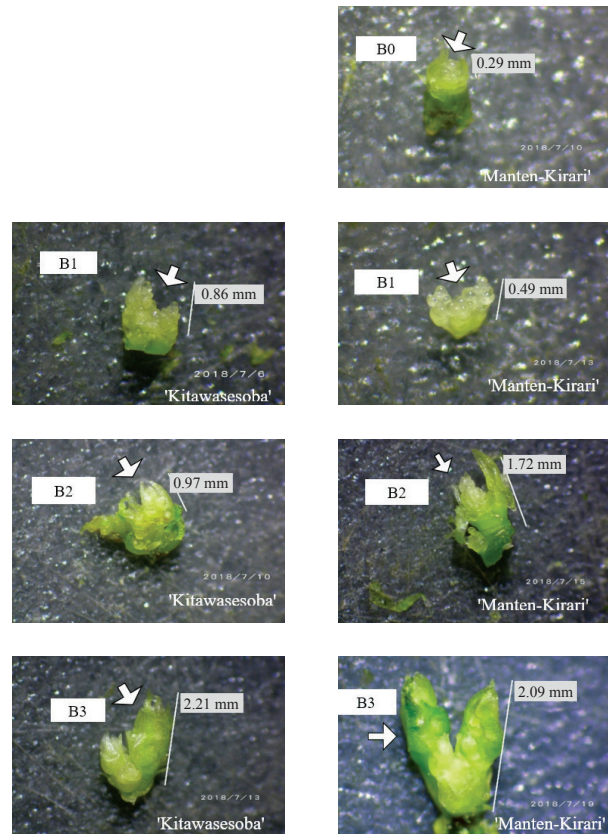 B0
0.29 mm
2018/7/10
'Manten-Kirari'
B1
0.86 mm
2018/7/6
'Kitawasesoba'
B1
0.49 mm
2018/7/13
'Manten-Kirari'
B2
0.97 mm
2018/7/10
'Kitawasesoba'
B2
1.72 mm
2018/7/15
'Manten-Kirari'
B3
2.21 mm
2018/7/13
'Kitawasesoba'
B3
2.09 mm
2018/7/19
'Manten-Kirari'